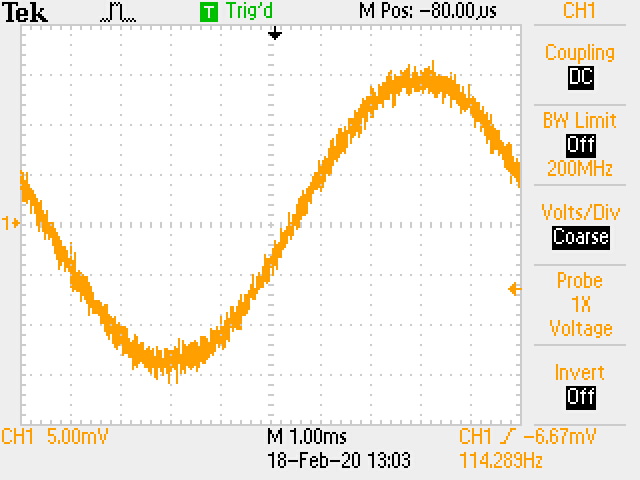 Tek T Trig'd M Pos: -80.00µs CH1
Coupling
DC
BW Limit
Off
200MHz
Volts/Div
Coarse
Probe
1X
Voltage
Invert
Off
1
CH1 5.00mV M 1.00ms CH1 -6.67mV
18-Feb-20 13:03 114.289Hz